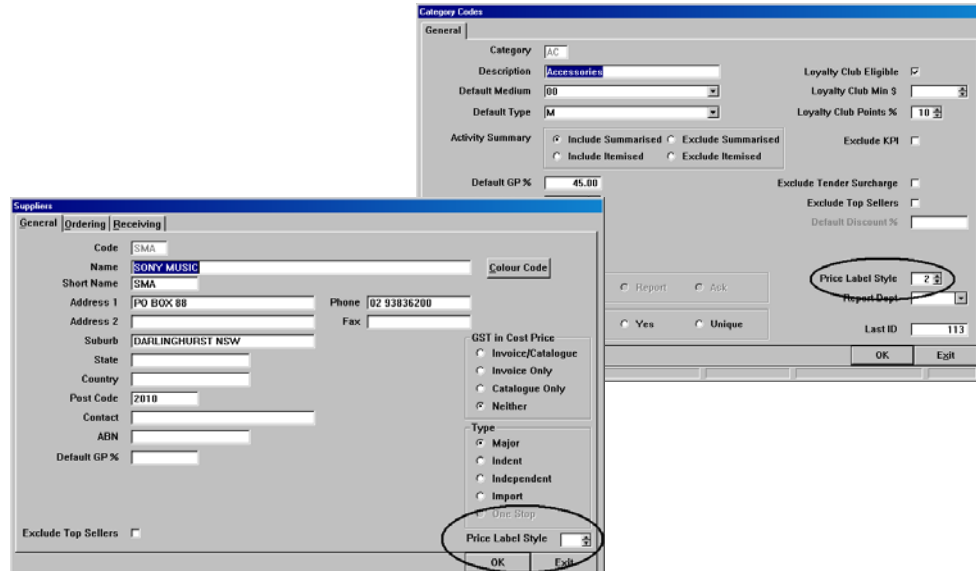 Category Codes
General
Category AC
Description Accessories
Loyalty Club Eligible
Default Medium 00
Loyalty Club Min $
Default Type M
Loyalty Club Points % 10
Activity Summary
Include Summarised Exclude Summarised
Include Itemised Exclude Itemised
Exclude KPI
Default GP % 45.00
Exclude Tender Surcharge
Exclude Top Sellers
Default Discount %
Report Ask
Price Label Style 2
Report Dept
Yes Unique
Last ID 113
OK Exit
Suppliers
General Ordering Receiving
Code SMA
Name SONY MUSIC
Colour Code
Short Name SMA
Address 1 PO BOX 88
Phone 02 93836200
Address 2
Fax
Suburb DARLINGHURST NSW
State
Country
Post Code 2010
Contact
ABN
Default GP %
GST in Cost Price
Invoice/Catalogue
Invoice Only
Catalogue Only
Neither
Type
Major
Indent
Independent
Import
One Stop
Exclude Top Sellers
Price Label Style
OK Exit